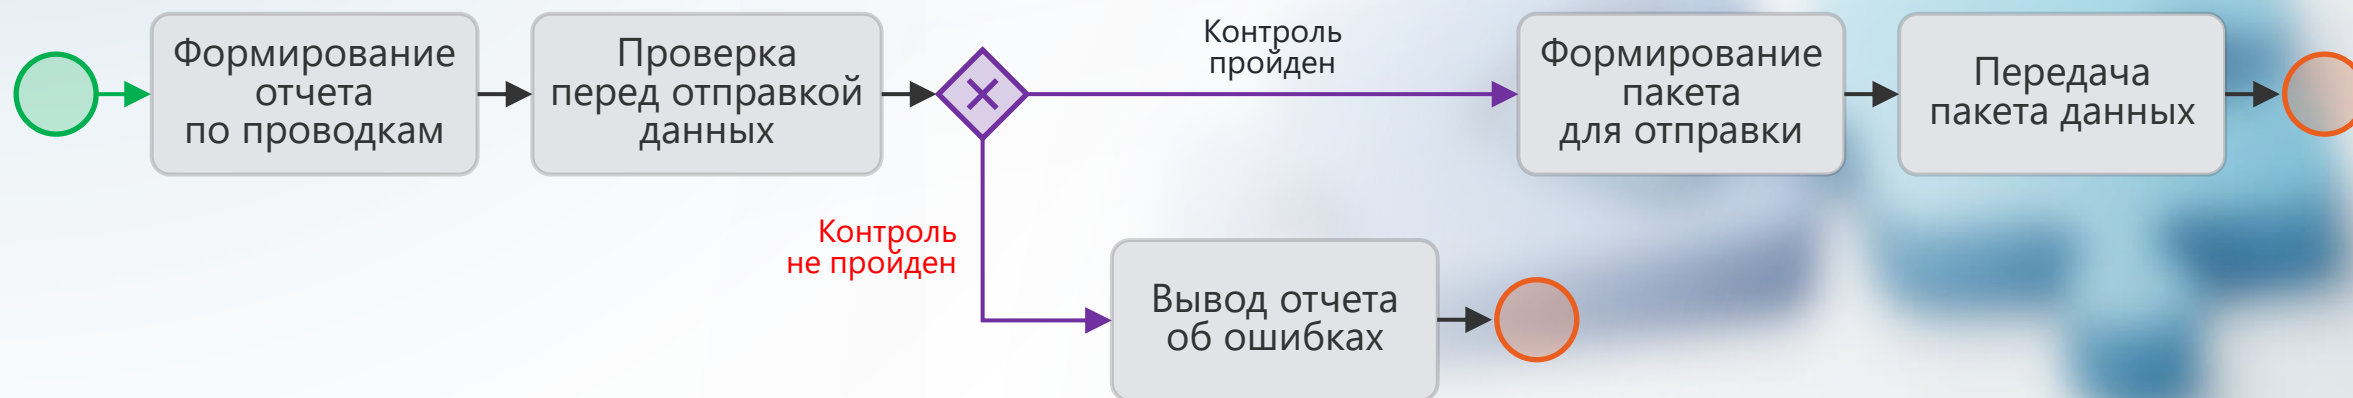 Формирование
отчета
по проводкам
Проверка
перед отправкой
данных
Контроль
пройден
Формирование
пакета
для отправки
Передача
пакета данных
Контроль
не пройден
Вывод отчета
об ошибках